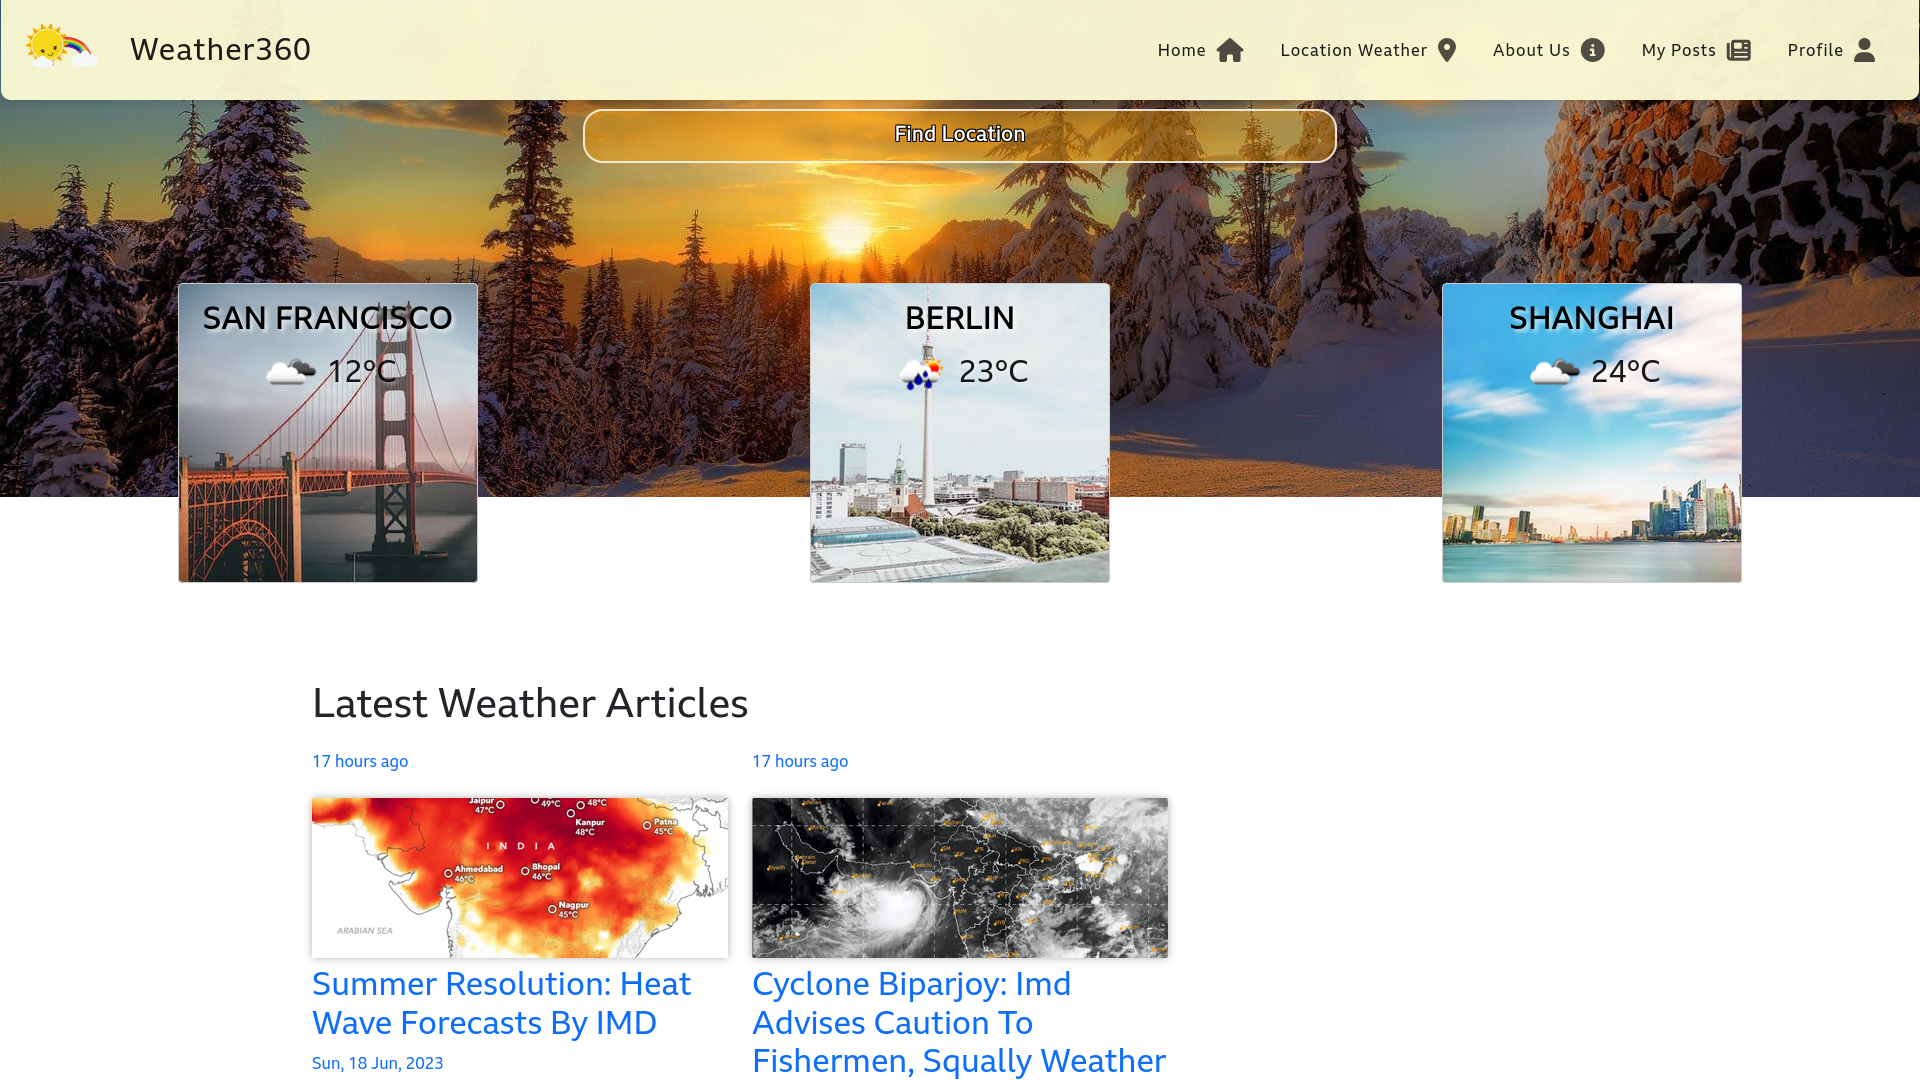 Weather360
Home
Location Weather
About Us
My Posts
Profile
Find Location
SAN FRANCISCO
12°C
BERLIN
23°C
SHANGHAI
24°C
Latest Weather Articles
17 hours ago
Jaipur
47°C
49°C
48°C
Kanpur
48°C
Patna
45°C
INDIA
Ahmedabad
46°C
Bhopal
46°C
Nagpur
45°C
ARABIAN SEA
Summer Resolution: Heat
Wave Forecasts By IMD
Sun, 18 Jun, 2023
17 hours ago
Cyclone Biparjoy: Imd
Advises Caution To
Fishermen, Squally Weather